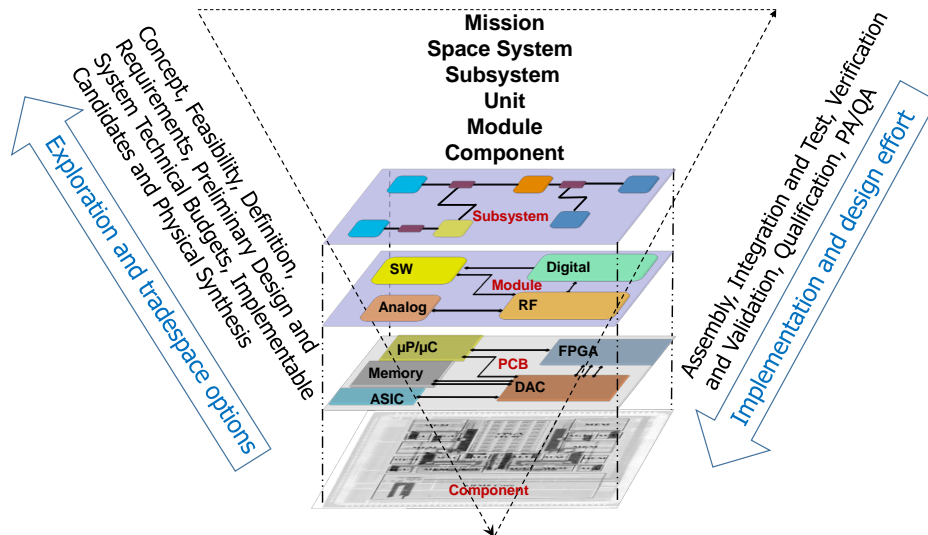 Mission
Space System
Subsystem
Unit
Module
Component
Concept, Feasibility, Definition,
Requirements, Preliminary Design and
System Technical Budgets, Implementable
Candidates and Physical Synthesis
Exploration and tradespace options
Assembly, Integration and Test, Verification
and Validation, Qualification, PA/QA
Implementation and design effort
Subsystem
SW
Digital
Module
Analog
RF
µP/µC
FPGA
PCB
Memory
DAC
ASIC
Component